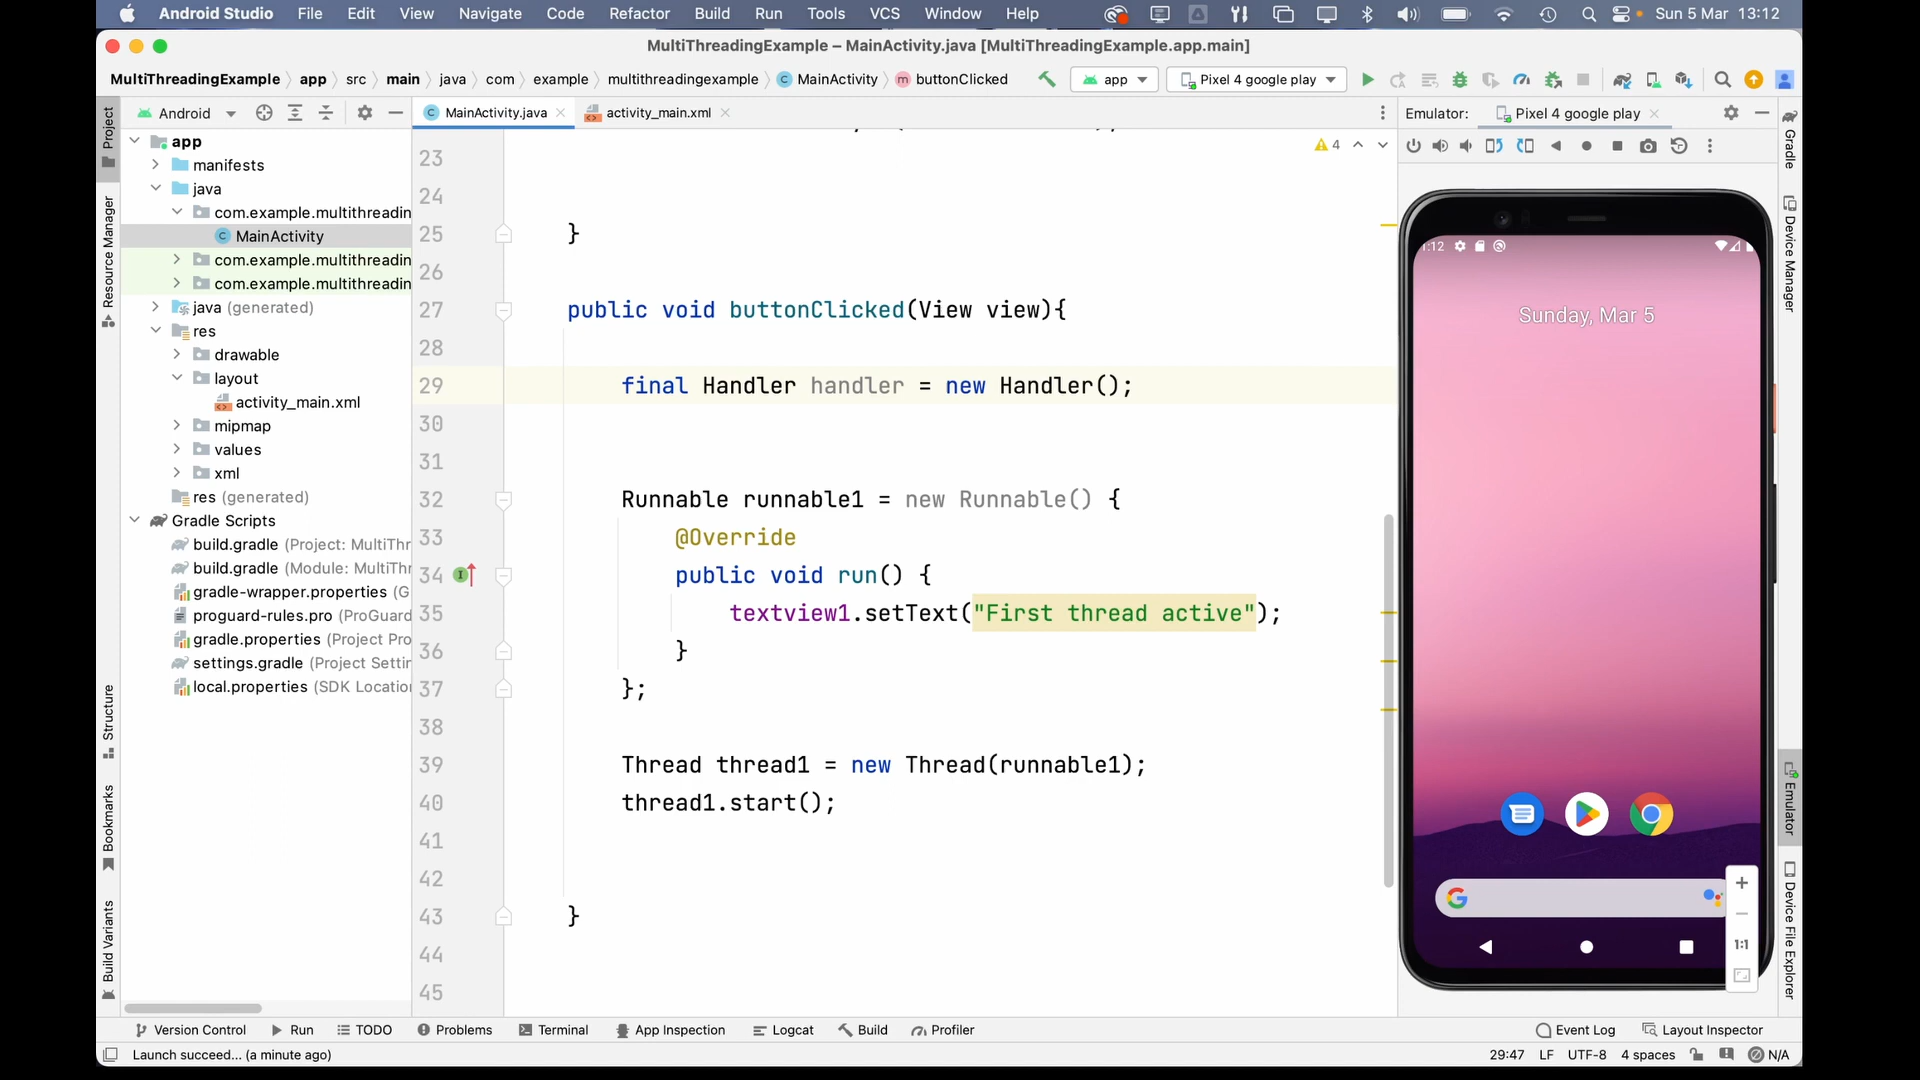 Android Studio File Edit View Navigate Code Refactor Build Run Tools VCS Window Help Sun 5 Mar 13:12
MultiThreadingExample – MainActivity.java [MultiThreadingExample.app.main]
MultiThreadingExample app src main java com example multithreadingexample MainActivity buttonClicked app Pixel 4 google play
Android MainActivity.java activity_main.xml Emulator: Pixel 4 google play
Project
Resource Manager
Structure
Bookmarks
Build Variants
app
manifests
java
com.example.multithreadin
MainActivity
com.example.multithreadin
com.example.multithreadin
java (generated)
res
drawable
layout
activity_main.xml
mipmap
values
xml
res (generated)
Gradle Scripts
build.gradle (Project: MultiThr
build.gradle (Module: MultiThr
gradle-wrapper.properties (G
proguard-rules.pro (ProGuard
gradle.properties (Project Pro
settings.gradle (Project Settir
local.properties (SDK Locatio
4
23
24
25 }
26
27 public void buttonClicked(View view){
28
29 final Handler handler = new Handler();
30
31
32 Runnable runnable1 = new Runnable() {
33 @Override
34 public void run() {
35 textview1.setText("First thread active");
36 }
37 };
38
39 Thread thread1 = new Thread(runnable1);
40 thread1.start();
41
42
43 }
44
45
:12
Sunday, Mar 5
1:1
Gradle
Device Manager
Emulator
Device File Explorer
Version Control Run TODO Problems Terminal App Inspection Logcat Build Profiler Event Log Layout Inspector
Launch succeed... (a minute ago) 29:47 LF UTF-8 4 spaces N/A